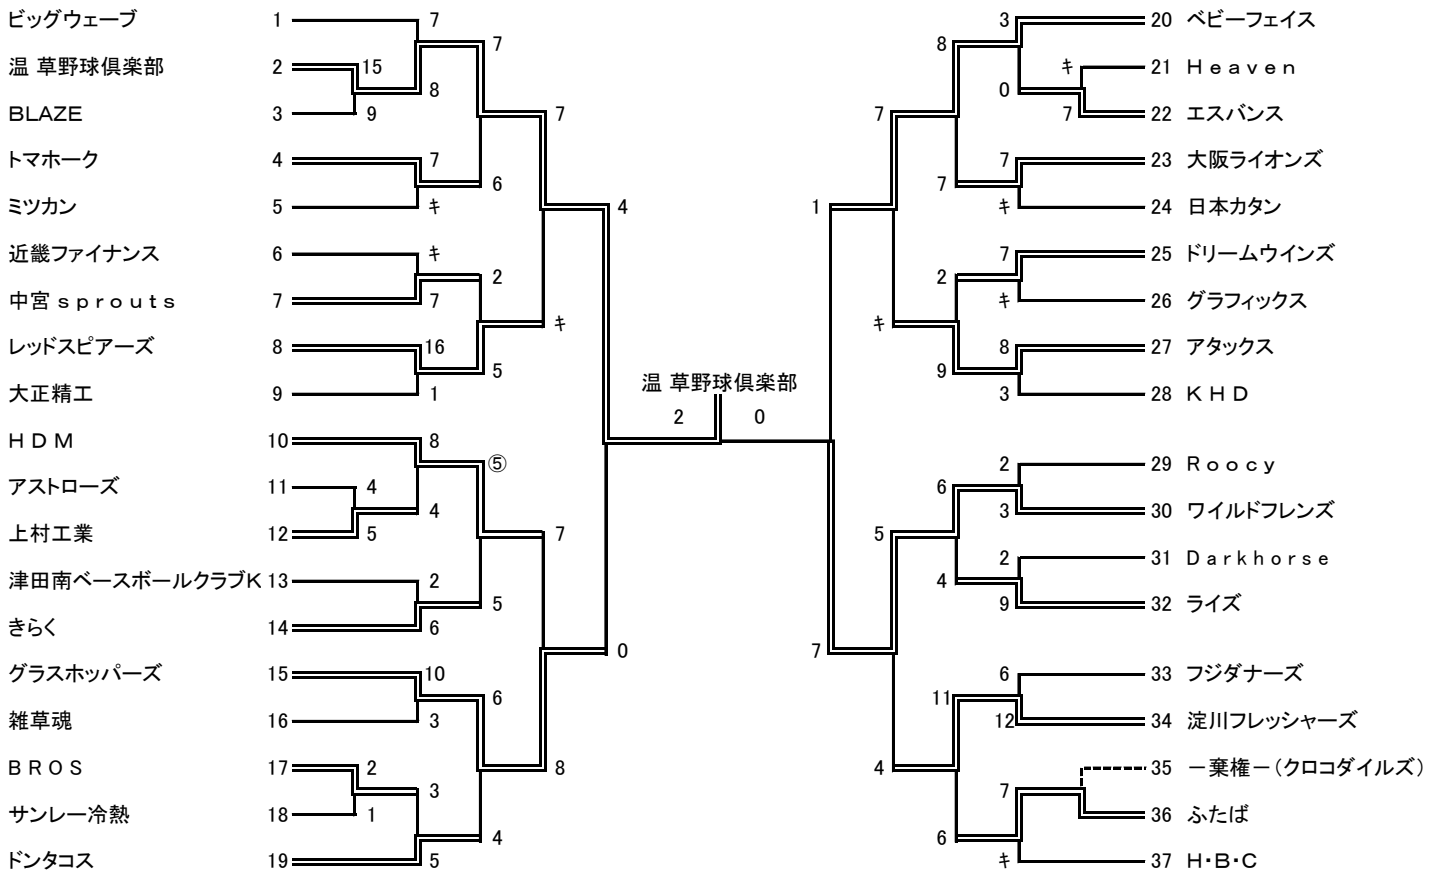 ビッグウェーブ 1 7 3 20 ベビーフェイス
7 8
温 草野球倶楽部 2 15 ｷ 21 Ｈｅａｖｅｎ
8 0
BLAZE 3 9 7 7 7 22 エスバンス
トマホーク 4 7 7 23 大阪ライオンズ
6 7
ミツカン 5 ｷ 4 1 ｷ 24 日本カタン
近畿ファイナンス 6 ｷ 7 25 ドリームウインズ
2 2
中宮ｓｐｒｏｕｔｓ 7 7 ｷ 26 グラフィックス
ｷ ｷ
レッドスピアーズ 8 16 8 27 アタックス
5 9
温 草野球倶楽部
大正精工 9 1 3 28 ＫＨＤ
2 0
ＨＤＭ 10 8
⑤ 2 29 Ｒｏｏｃｙ
アストローズ 11 4 6
4 3 30 ワイルドフレンズ
上村工業 12 5 7 5
2 31 Ｄａｒｋｈｏｒｓｅ
津田南ベースボールクラブK 13 2 4
5 9 32 ライズ
きらく 14 6
0 7
グラスホッパーズ 15 10 6 33 フジダナーズ
6 11
雑草魂 16 3 12 34 淀川フレッシャーズ
ＢＲＯＳ 17 2 8 4 35 －棄権－（クロコダイルズ）
3 7
サンレー冷熱 18 1 36 ふたば
4 6
ドンタコス 19 5 ｷ 37 Ｈ・Ｂ・Ｃ